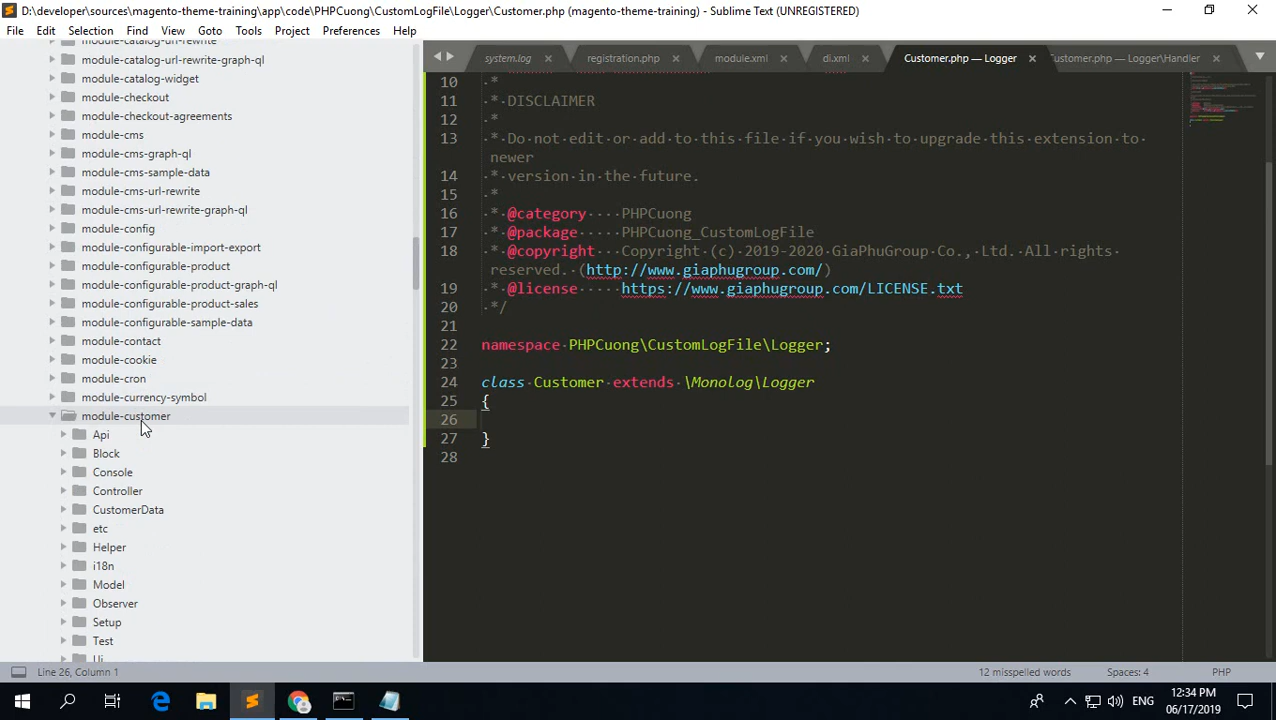 D:\developer\sources\magento-theme-training\app\code\PHPCuong\CustomLogFile\Logger\Customer.php (magento-theme-training) - Sublime Text (UNREGISTERED)
File Edit Selection Find View Goto Tools Project Preferences Help
system.log registration.php module.xml di.xml Customer.php — Logger Customer.php — Logger\Handler
module-catalog-url-rewrite
module-catalog-url-rewrite-graph-ql
module-catalog-widget
module-checkout
module-checkout-agreements
module-cms
module-cms-graph-ql
module-cms-sample-data
module-cms-url-rewrite
module-cms-url-rewrite-graph-ql
module-config
module-configurable-import-export
module-configurable-product
module-configurable-product-graph-ql
module-configurable-product-sales
module-configurable-sample-data
module-contact
module-cookie
module-cron
module-currency-symbol
module-customer
Api
Block
Console
Controller
CustomerData
etc
Helper
i18n
Model
Observer
Setup
Test
Ui
10 *
11 * DISCLAIMER
12 *
13 * Do not edit or add to this file if you wish to upgrade this extension to
newer
14 * version in the future.
15 *
16 * @category    PHPCuong
17 * @package     PHPCuong_CustomLogFile
18 * @copyright   Copyright (c) 2019-2020 GiaPhuGroup Co., Ltd. All rights
reserved. (http://www.giaphugroup.com/)
19 * @license     https://www.giaphugroup.com/LICENSE.txt
20 */
21
22 namespace PHPCuong\CustomLogFile\Logger;
23
24 class Customer extends \Monolog\Logger
25 {
26
27 }
28
Line 26, Column 1 12 misspelled words Spaces: 4 PHP
ENG 12:34 PM
06/17/2019